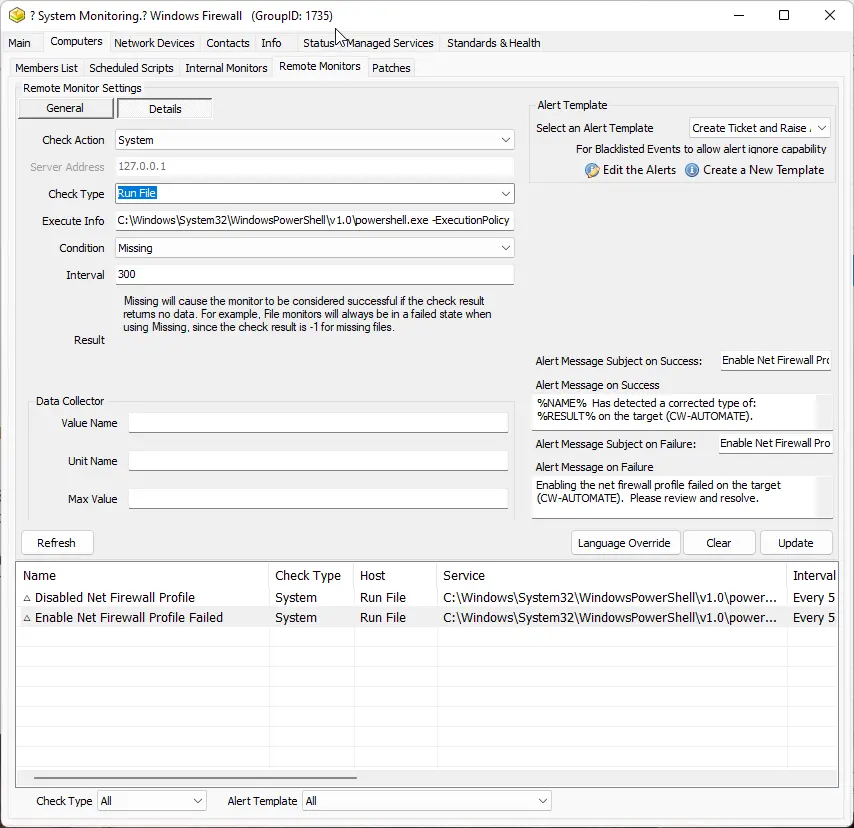 ? System Monitoring.? Windows Firewall (GroupID: 1735)
Main Computers Network Devices Contacts Info Status Managed Services Standards & Health
Members List Scheduled Scripts Internal Monitors Remote Monitors Patches
Remote Monitor Settings
General Details
Check Action System
Server Address 127.0.0.1
Check Type Run File
Execute Info C:\Windows\System32\WindowsPowerShell\v1.0\powershell.exe -ExecutionPolicy
Condition Missing
Interval 300
Missing will cause the monitor to be considered successful if the check result
returns no data. For example, File monitors will always be in a failed state when
using Missing, since the check result is -1 for missing files.
Result
Alert Template
Select an Alert Template Create Ticket and Raise
For Blacklisted Events to allow alert ignore capability
Edit the Alerts Create a New Template
Alert Message Subject on Success: Enable Net Firewall Pro
Alert Message on Success
%NAME% Has detected a corrected type of:
%RESULT% on the target (CW-AUTOMATE).
Alert Message Subject on Failure: Enable Net Firewall Pro
Alert Message on Failure
Enabling the net firewall profile failed on the target
(CW-AUTOMATE). Please review and resolve.
Data Collector
Value Name
Unit Name
Max Value
Refresh Language Override Clear Update
Name Check Type Host Service Interval
Disabled Net Firewall Profile System Run File C:\Windows\System32\WindowsPowerShell\v1.0\power... Every 5
Enable Net Firewall Profile Failed System Run File C:\Windows\System32\WindowsPowerShell\v1.0\power... Every 5
Check Type All Alert Template All